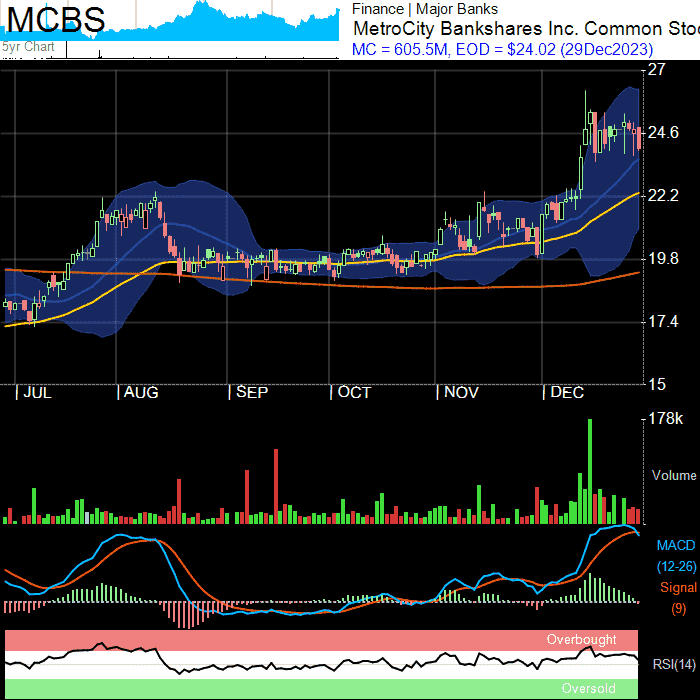 MCBS
5yr Chart
Finance | Major Banks
MetroCity Bankshares Inc. Common Stoc
MC = 605.5M, EOD = $24.02 (29Dec2023)
27
24.6
22.2
19.8
17.4
15
JUL AUG SEP OCT NOV DEC
178k
Volume
MACD
(12-26)
Signal
(9)
Overbought
RSI(14)
Oversold